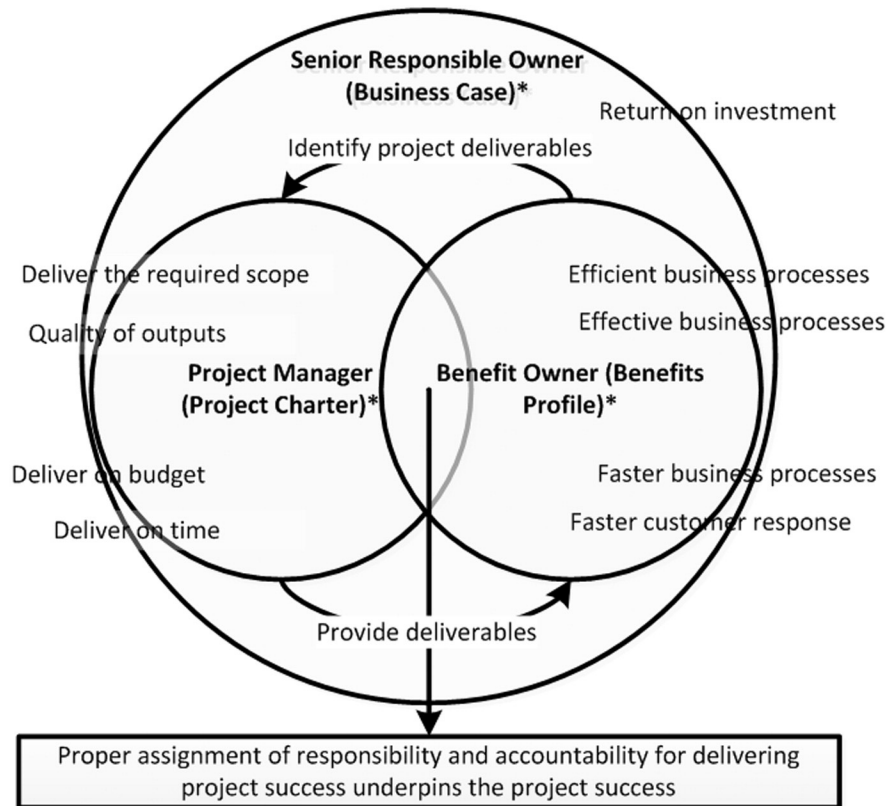 Senior Responsible Owner
(Business Case)*
Return on investment
Identify project deliverables
Deliver the required scope
Efficient business processes
Quality of outputs
Effective business processes
Project Manager
(Project Charter)*
Benefit Owner (Benefits
Profile)*
Deliver on budget
Faster business processes
Deliver on time
Faster customer response
Provide deliverables
Proper assignment of responsibility and accountability for delivering
project success underpins the project success